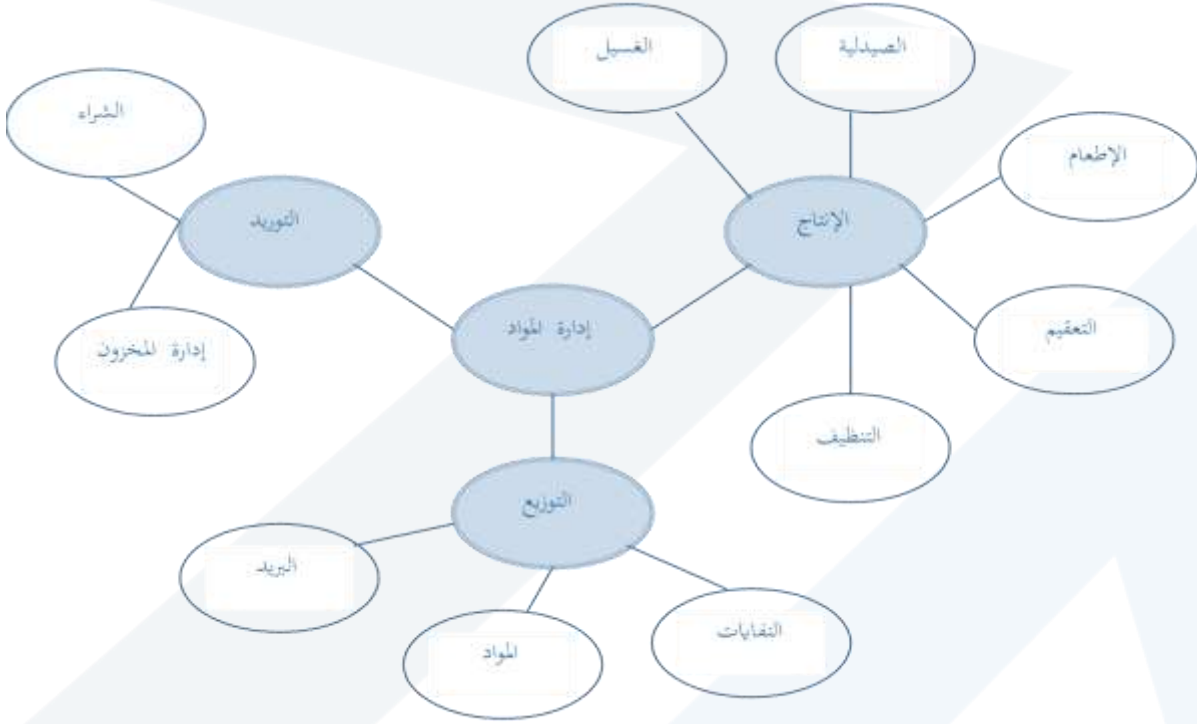 الصيدلية
الغسيل
الشراء
الإطعام
الإنتاج
التوريد
إدارة المواد
التعقيم
إدارة المخزون
التنظيف
التوزيع
البريد
النفايات
المواد